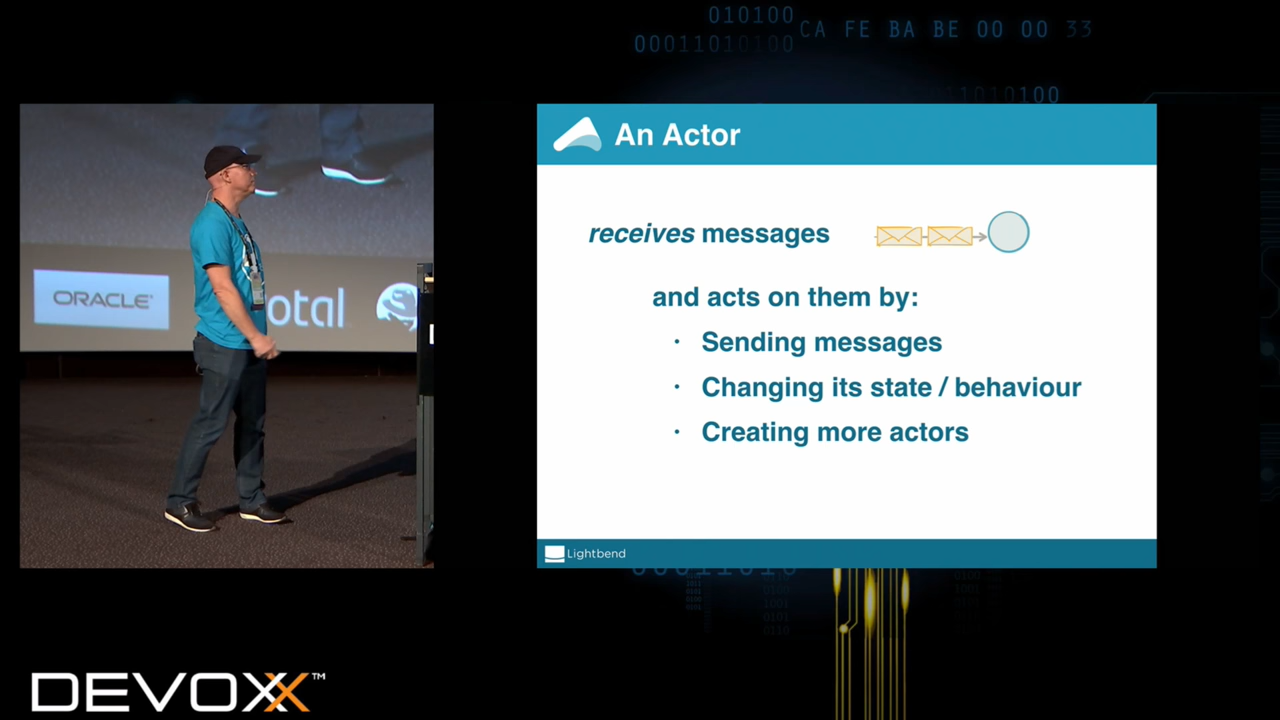 010100
00011010100
CA FE BA BE 00 00 33
1010100
An Actor
receives messages
and acts on them by:
· Sending messages
· Changing its state / behaviour
· Creating more actors
Lightbend
ORACLE
otal
DEVOXX™